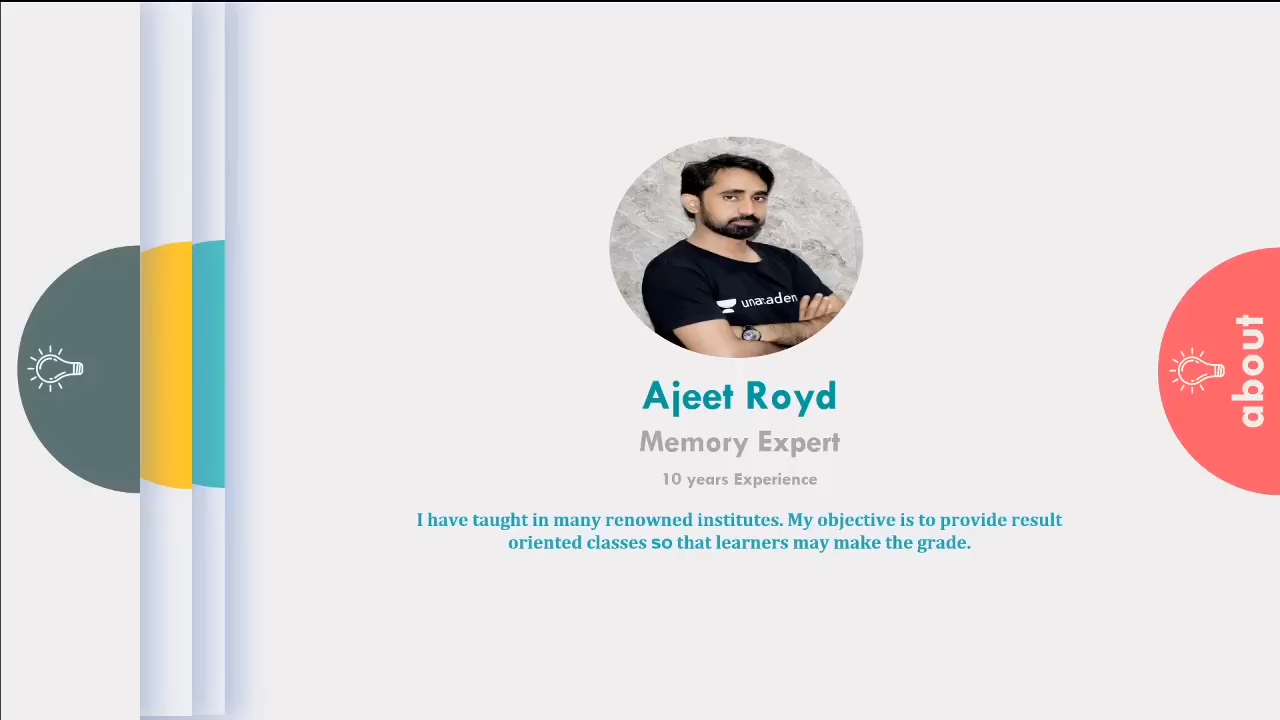 Ajeet Royd
Memory Expert
10 years Experience
I have taught in many renowned institutes. My objective is to provide result
oriented classes so that learners may make the grade.
about